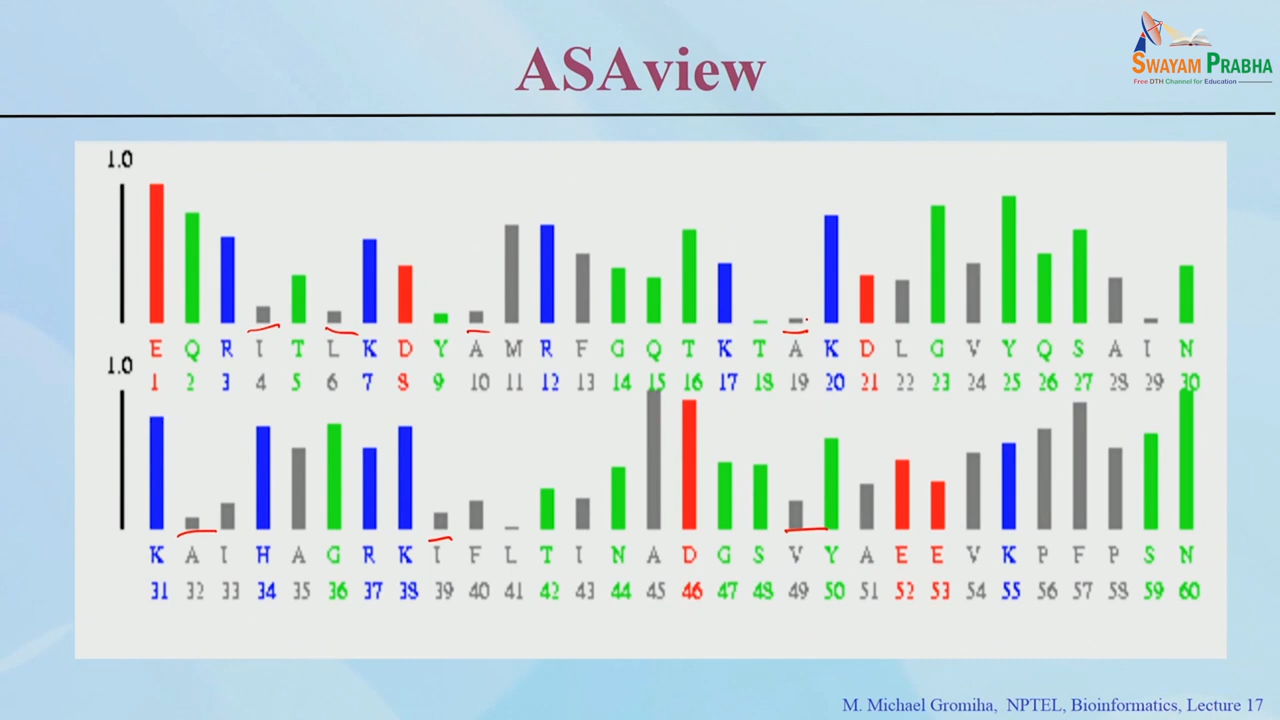 ASAview
SWAYAM PRABHA
Free DTH Channel for Education
1.0
E Q R I T L K D Y A M R F G Q T K T A K D L G V Y Q S A I N
1 2 3 4 5 6 7 8 9 10 11 12 13 14 15 16 17 18 19 20 21 22 23 24 25 26 27 28 29 30
1.0
K A I H A G R K I F L T I N A D G S V Y A E E V K P F P S N
31 32 33 34 35 36 37 38 39 40 41 42 43 44 45 46 47 48 49 50 51 52 53 54 55 56 57 58 59 60
M. Michael Gromiha, NPTEL, Bioinformatics, Lecture 17